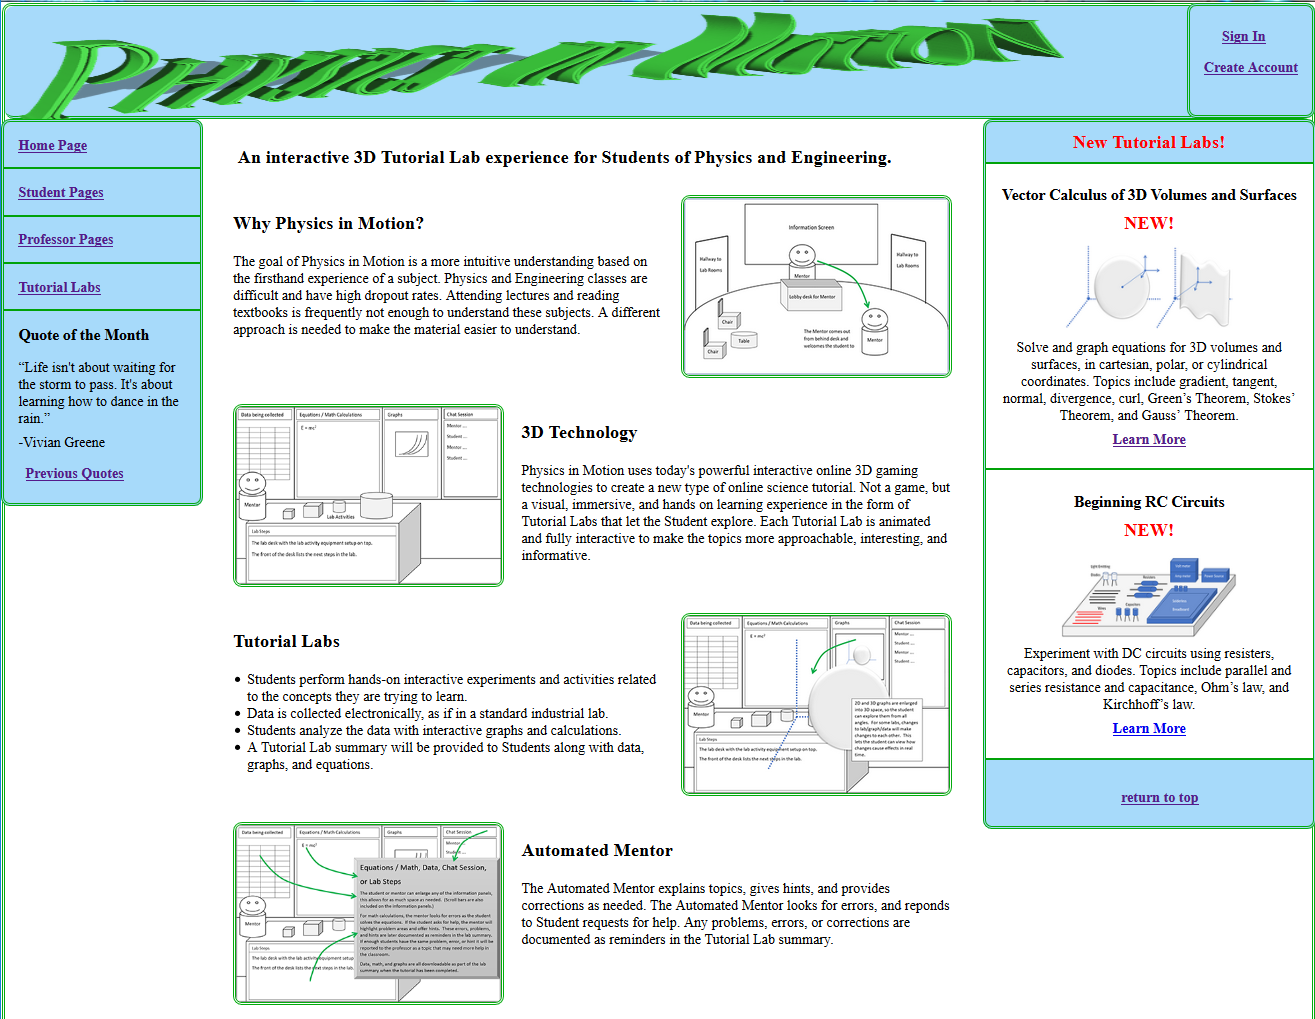 Physics in Motion
Sign In
Create Account
Home Page
Student Pages
Professor Pages
Tutorial Labs
Quote of the Month
“Life isn't about waiting for
the storm to pass. It's about
learning how to dance in the
rain.”
-Vivian Greene
Previous Quotes
An interactive 3D Tutorial Lab experience for Students of Physics and Engineering.
Why Physics in Motion?
The goal of Physics in Motion is a more intuitive understanding based on
the firsthand experience of a subject. Physics and Engineering classes are
difficult and have high dropout rates. Attending lectures and reading
textbooks is frequently not enough to understand these subjects. A different
approach is needed to make the material easier to understand.
Information Screen
Hallway to
Lab Rooms
Mentor
Hallway to
Lab Rooms
Lobby desk for Mentor
Chair
Table
Chair
The Mentor comes out
from behind desk and
welcomes the student to
Mentor
Data being collected
Equations / Math Calculations
Graphs
Chat Session
E = mc²
Mentor ...
Student ...
Mentor ...
Student ...
Mentor
Lab Activities
Lab Steps
The lab desk with the lab activity equipment setup on top.
The front of the desk lists the next steps in the lab.
3D Technology
Physics in Motion uses today's powerful interactive online 3D gaming
technologies to create a new type of online science tutorial. Not a game, but
a visual, immersive, and hands on learning experience in the form of
Tutorial Labs that let the Student explore. Each Tutorial Lab is animated
and fully interactive to make the topics more approachable, interesting, and
informative.
Tutorial Labs
• Students perform hands-on interactive experiments and activities related
to the concepts they are trying to learn.
• Data is collected electronically, as if in a standard industrial lab.
• Students analyze the data with interactive graphs and calculations.
• A Tutorial Lab summary will be provided to Students along with data,
graphs, and equations.
Data being collected
Equations / Math Calculations
Graphs
Chat Session
E = mc²
Mentor ...
Student ...
Mentor ...
Student ...
Mentor
2D and 3D graphs are enlarged
into 3D space, so the student
can explore them from all
angles. For some labs, changes
to lab/graph/data will make
changes to each other. This
lets the student can view how
changes cause effects in real
time.
Lab Steps
The lab desk with the lab activity equipment setup on top.
The front of the desk lists the next steps in the lab.
Data being collected
Equations / Math Calculations
Graphs
Chat Session
E = mc²
Mentor
Equations / Math, Data, Chat Session,
or Lab Steps
The student or mentor can enlarge any of the information panels,
this allows for as much space as needed. (Scroll bars are also
included on the information panels.)
For math calculations, the mentor looks for errors as the student
solves the equations. If the student asks for help, the mentor will
highlight problem areas and offer hints. These errors, problems,
and hints are later documented as reminders in the lab summary.
If enough students have the same problem, error, or hint it will be
reported to the professor as a topic that may need more help in
the classroom.
Data, math, and graphs are all downloadable as part of the lab
summary when the tutorial has been completed.
Mentor
Lab Steps
The lab desk with the lab activity equipment setup
The front of the desk lists the next steps in the lab.
Automated Mentor
The Automated Mentor explains topics, gives hints, and provides
corrections as needed. The Automated Mentor looks for errors, and reponds
to Student requests for help. Any problems, errors, or corrections are
documented as reminders in the Tutorial Lab summary.
New Tutorial Labs!
Vector Calculus of 3D Volumes and Surfaces
NEW!
Solve and graph equations for 3D volumes and
surfaces, in cartesian, polar, or cylindrical
coordinates. Topics include gradient, tangent,
normal, divergence, curl, Green’s Theorem, Stokes’
Theorem, and Gauss’ Theorem.
Learn More
Beginning RC Circuits
NEW!
Light Emitting
Diodes
Resistors
Power Source
Wires
Capacitors
Experiment with DC circuits using resisters,
capacitors, and diodes. Topics include parallel and
series resistance and capacitance, Ohm’s law, and
Kirchhoff’s law.
Learn More
return to top